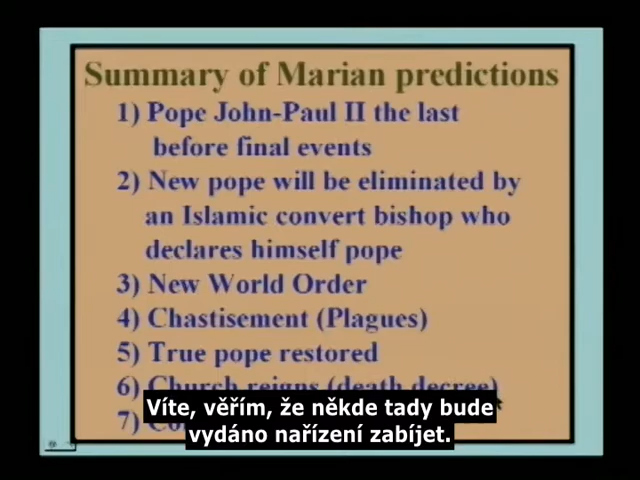 Summary of Marian predictions
1) Pope John-Paul II the last
before final events
2) New pope will be eliminated by
an Islamic convert bishop who
declares himself pope
3) New World Order
4) Chastisement (Plagues)
5) True pope restored
6) Church reigns (death decree)
7)
Víte, věřím, že někde tady bude
vydáno nařízení zabíjet.